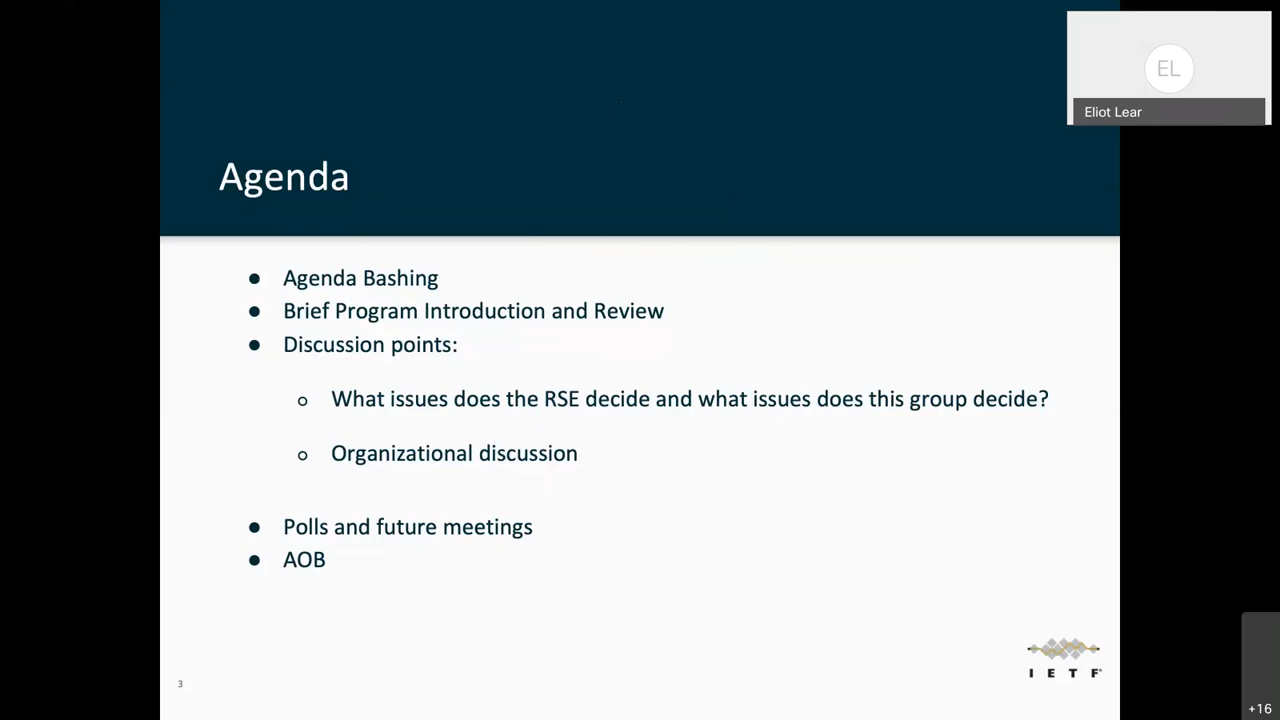 EL
Eliot Lear
Agenda
● Agenda Bashing
● Brief Program Introduction and Review
● Discussion points:
○ What issues does the RSE decide and what issues does this group decide?
○ Organizational discussion
● Polls and future meetings
● AOB
I E T F®
3
+16